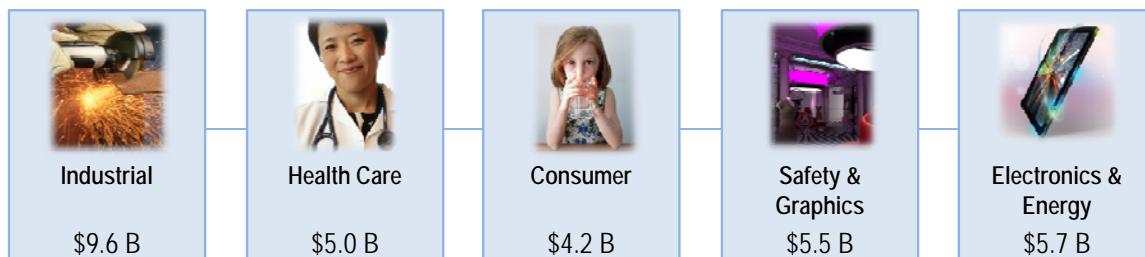 Industrial
$9.6 B
Health Care
$5.0 B
Consumer
$4.2 B
Safety &
Graphics
$5.5 B
Electronics &
Energy
$5.7 B